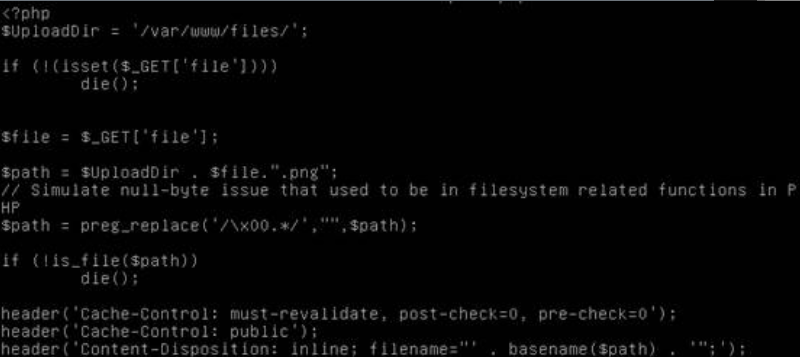 <?php
$UploadDir = '/var/www/files/';
if (!(isset($_GET['file'])))
die();
$file = $_GET['file'];
$path = $UploadDir . $file.".png";
// Simulate null-byte issue that used to be in filesystem related functions in P
HP
$path = preg_replace('/\x00.*/',"",$path);
if (!is_file($path))
die();
header('Cache-Control: must-revalidate, post-check=0, pre-check=0');
header('Cache-Control: public');
header('Content-Disposition: inline; filename="' . basename($path) . '";');